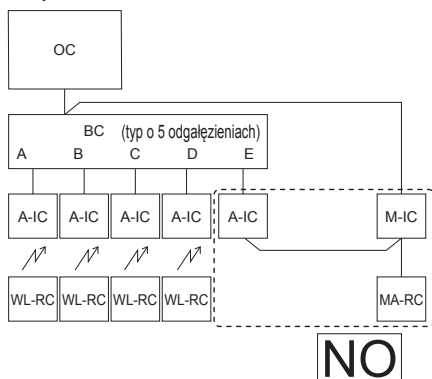 OC
BC (typ o 5 odgałęzieniach)
A B C D E
A-IC A-IC A-IC A-IC A-IC M-IC
WL-RC WL-RC WL-RC WL-RC MA-RC
NO